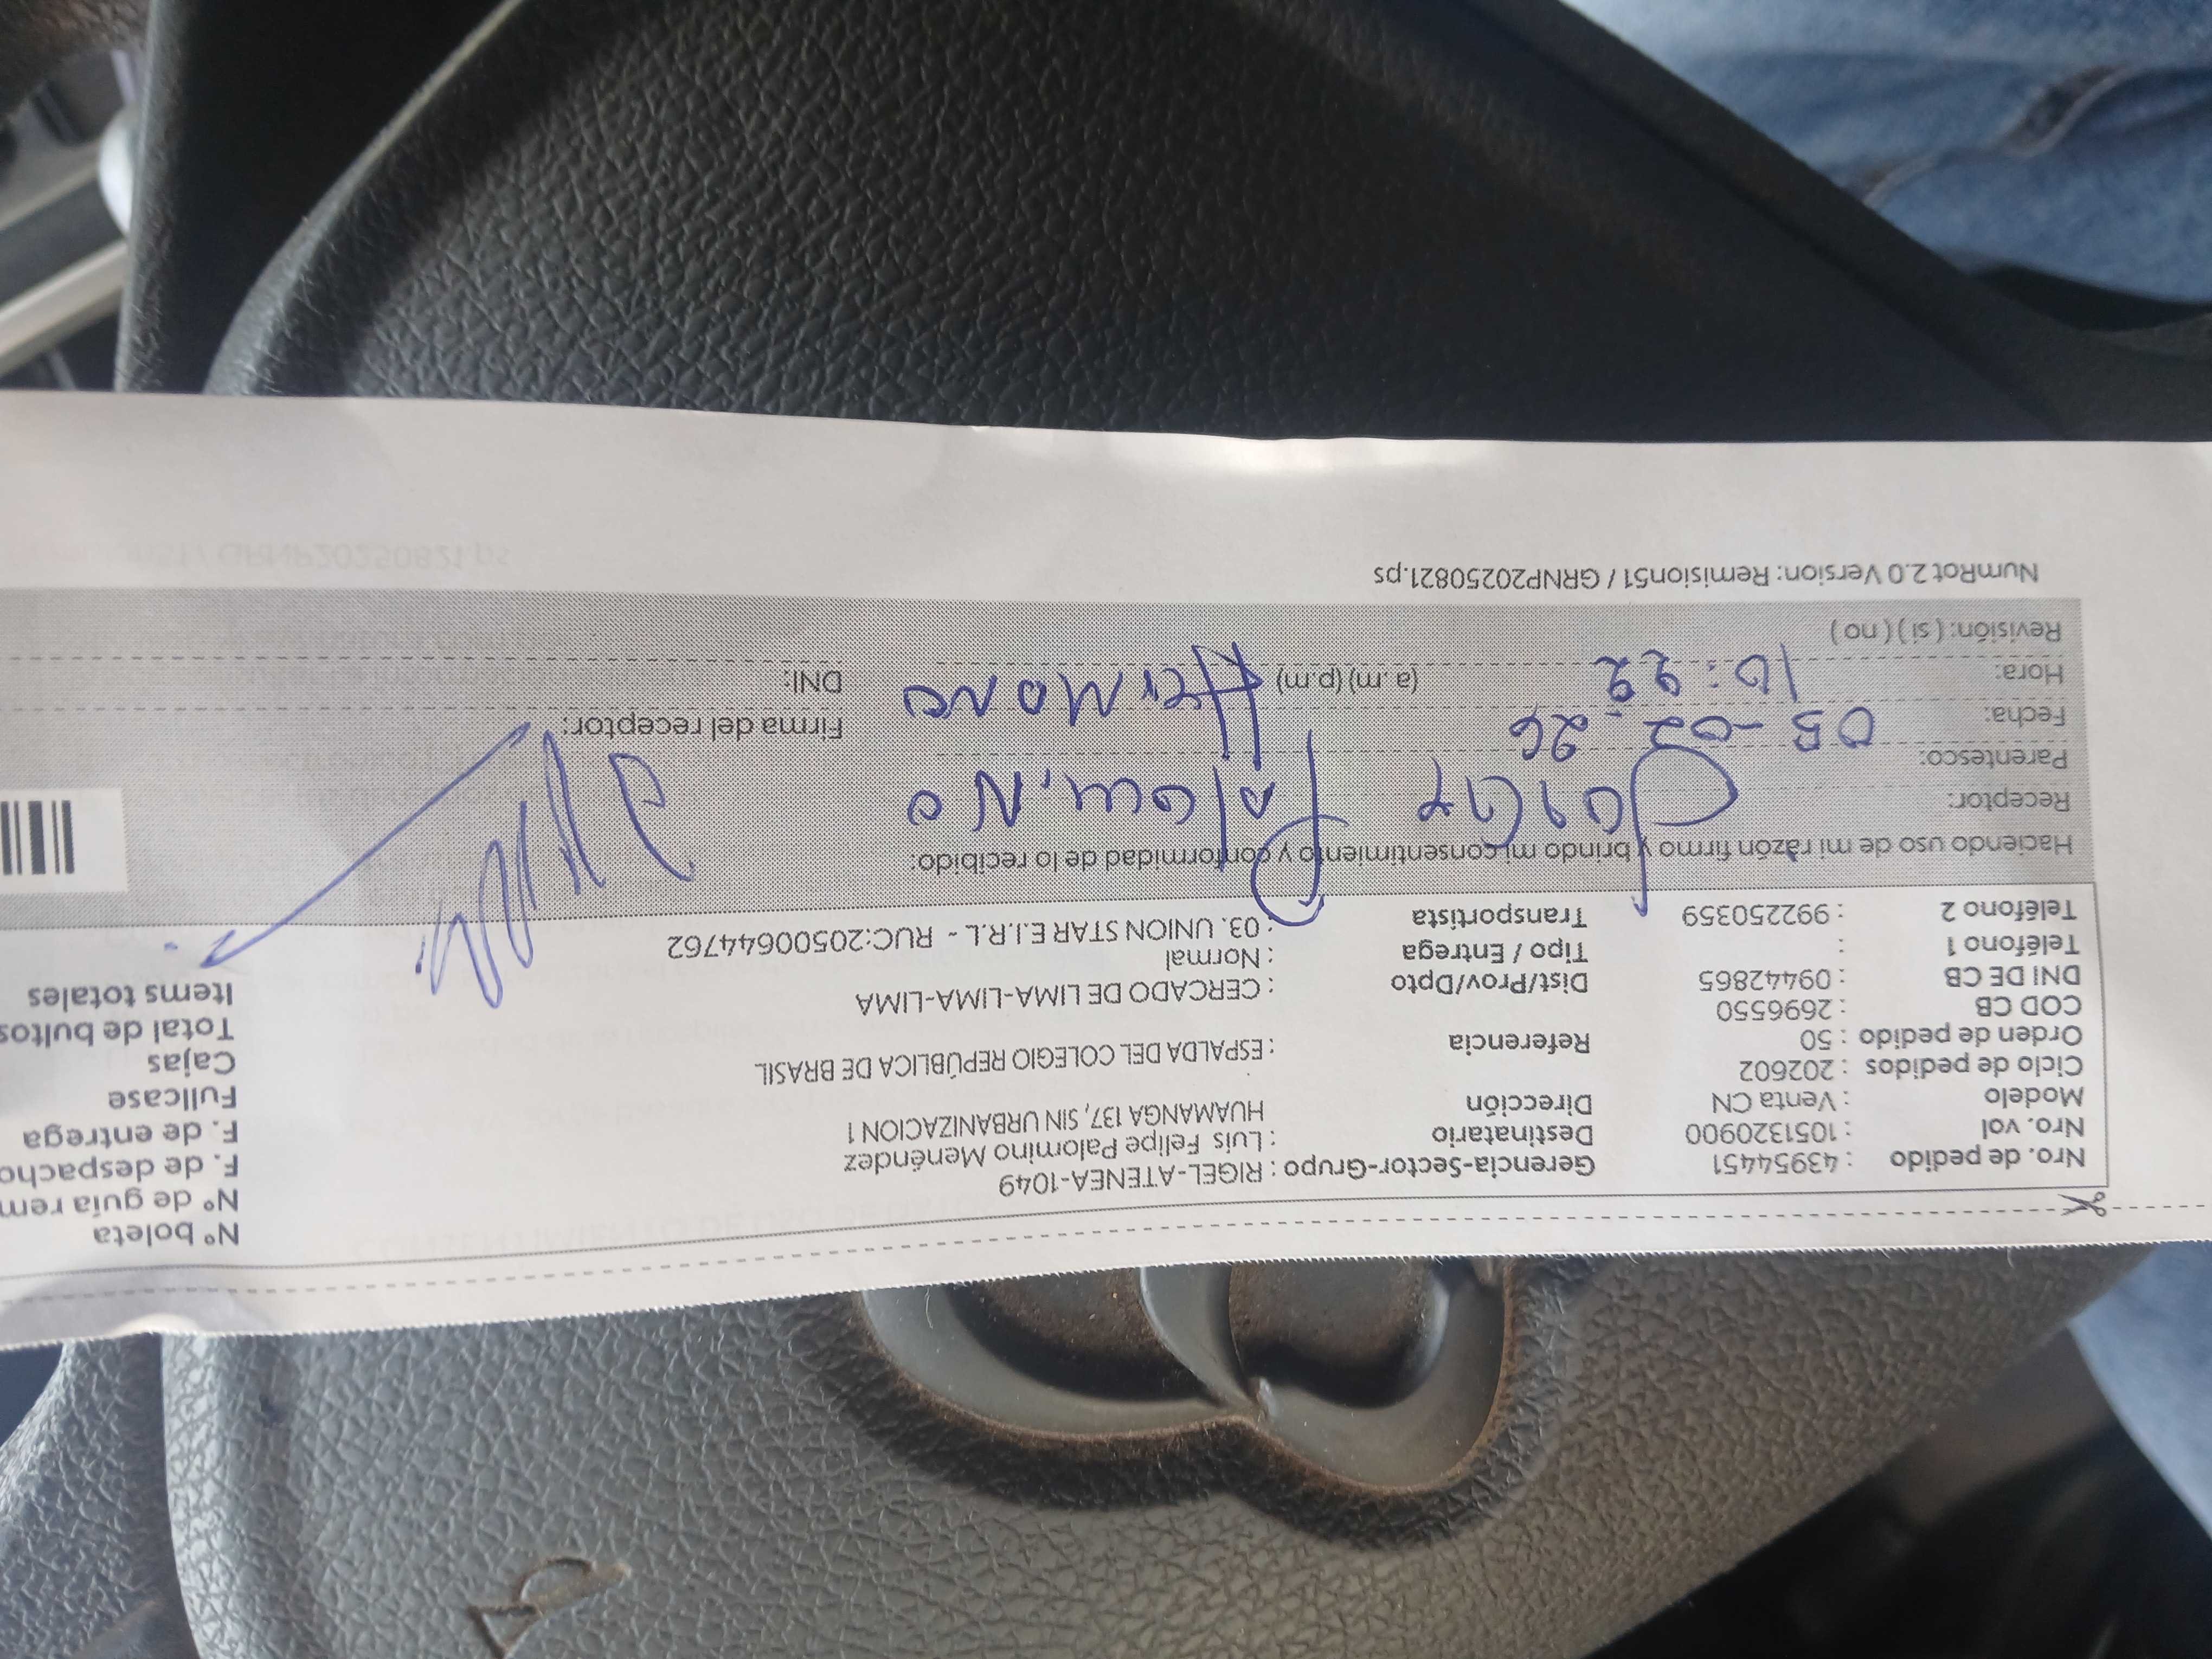 Nro. de pedido : 43954451 Gerencia-Sector-Grupo : RIGEL-ATENEA-1049 Nº boleta
Nro. vol : 1051320900 Destinatario : Luis Felipe Palomino Menéndez Nº de guía rem
Modelo : Venta CN Dirección HUAMANGA 137, SIN URBANIZACION 1 F. de despacho
Ciclo de pedidos : 202602 F. de entrega
Orden de pedido : 50 Referencia : ESPALDA DEL COLEGIO REPÚBLICA DE BRASIL Fullcase
COD CB : 2696550 Cajas
DNI DE CB : 09442865 Dist/Prov/Dpto : CERCADO DE LIMA-LIMA-LIMA Total de bultos
Teléfono 1 : Tipo / Entrega : Normal Items totales
Teléfono 2 : 992250359 Transportista : 03. UNION STAR E.I.R.L - RUC:20500644762
Haciendo uso de mi razón firmo y brindo mi consentimiento y conformidad de lo recibido:
Receptor: Palomino
Parentesco:
Fecha: 05-02-26 Hermano Firma del receptor:
Hora: (a.m) (p.m) DNI:
Revisión: ( si ) ( no )
NumRot 2.0 Version: Remision51 / GRNP20250821.ps